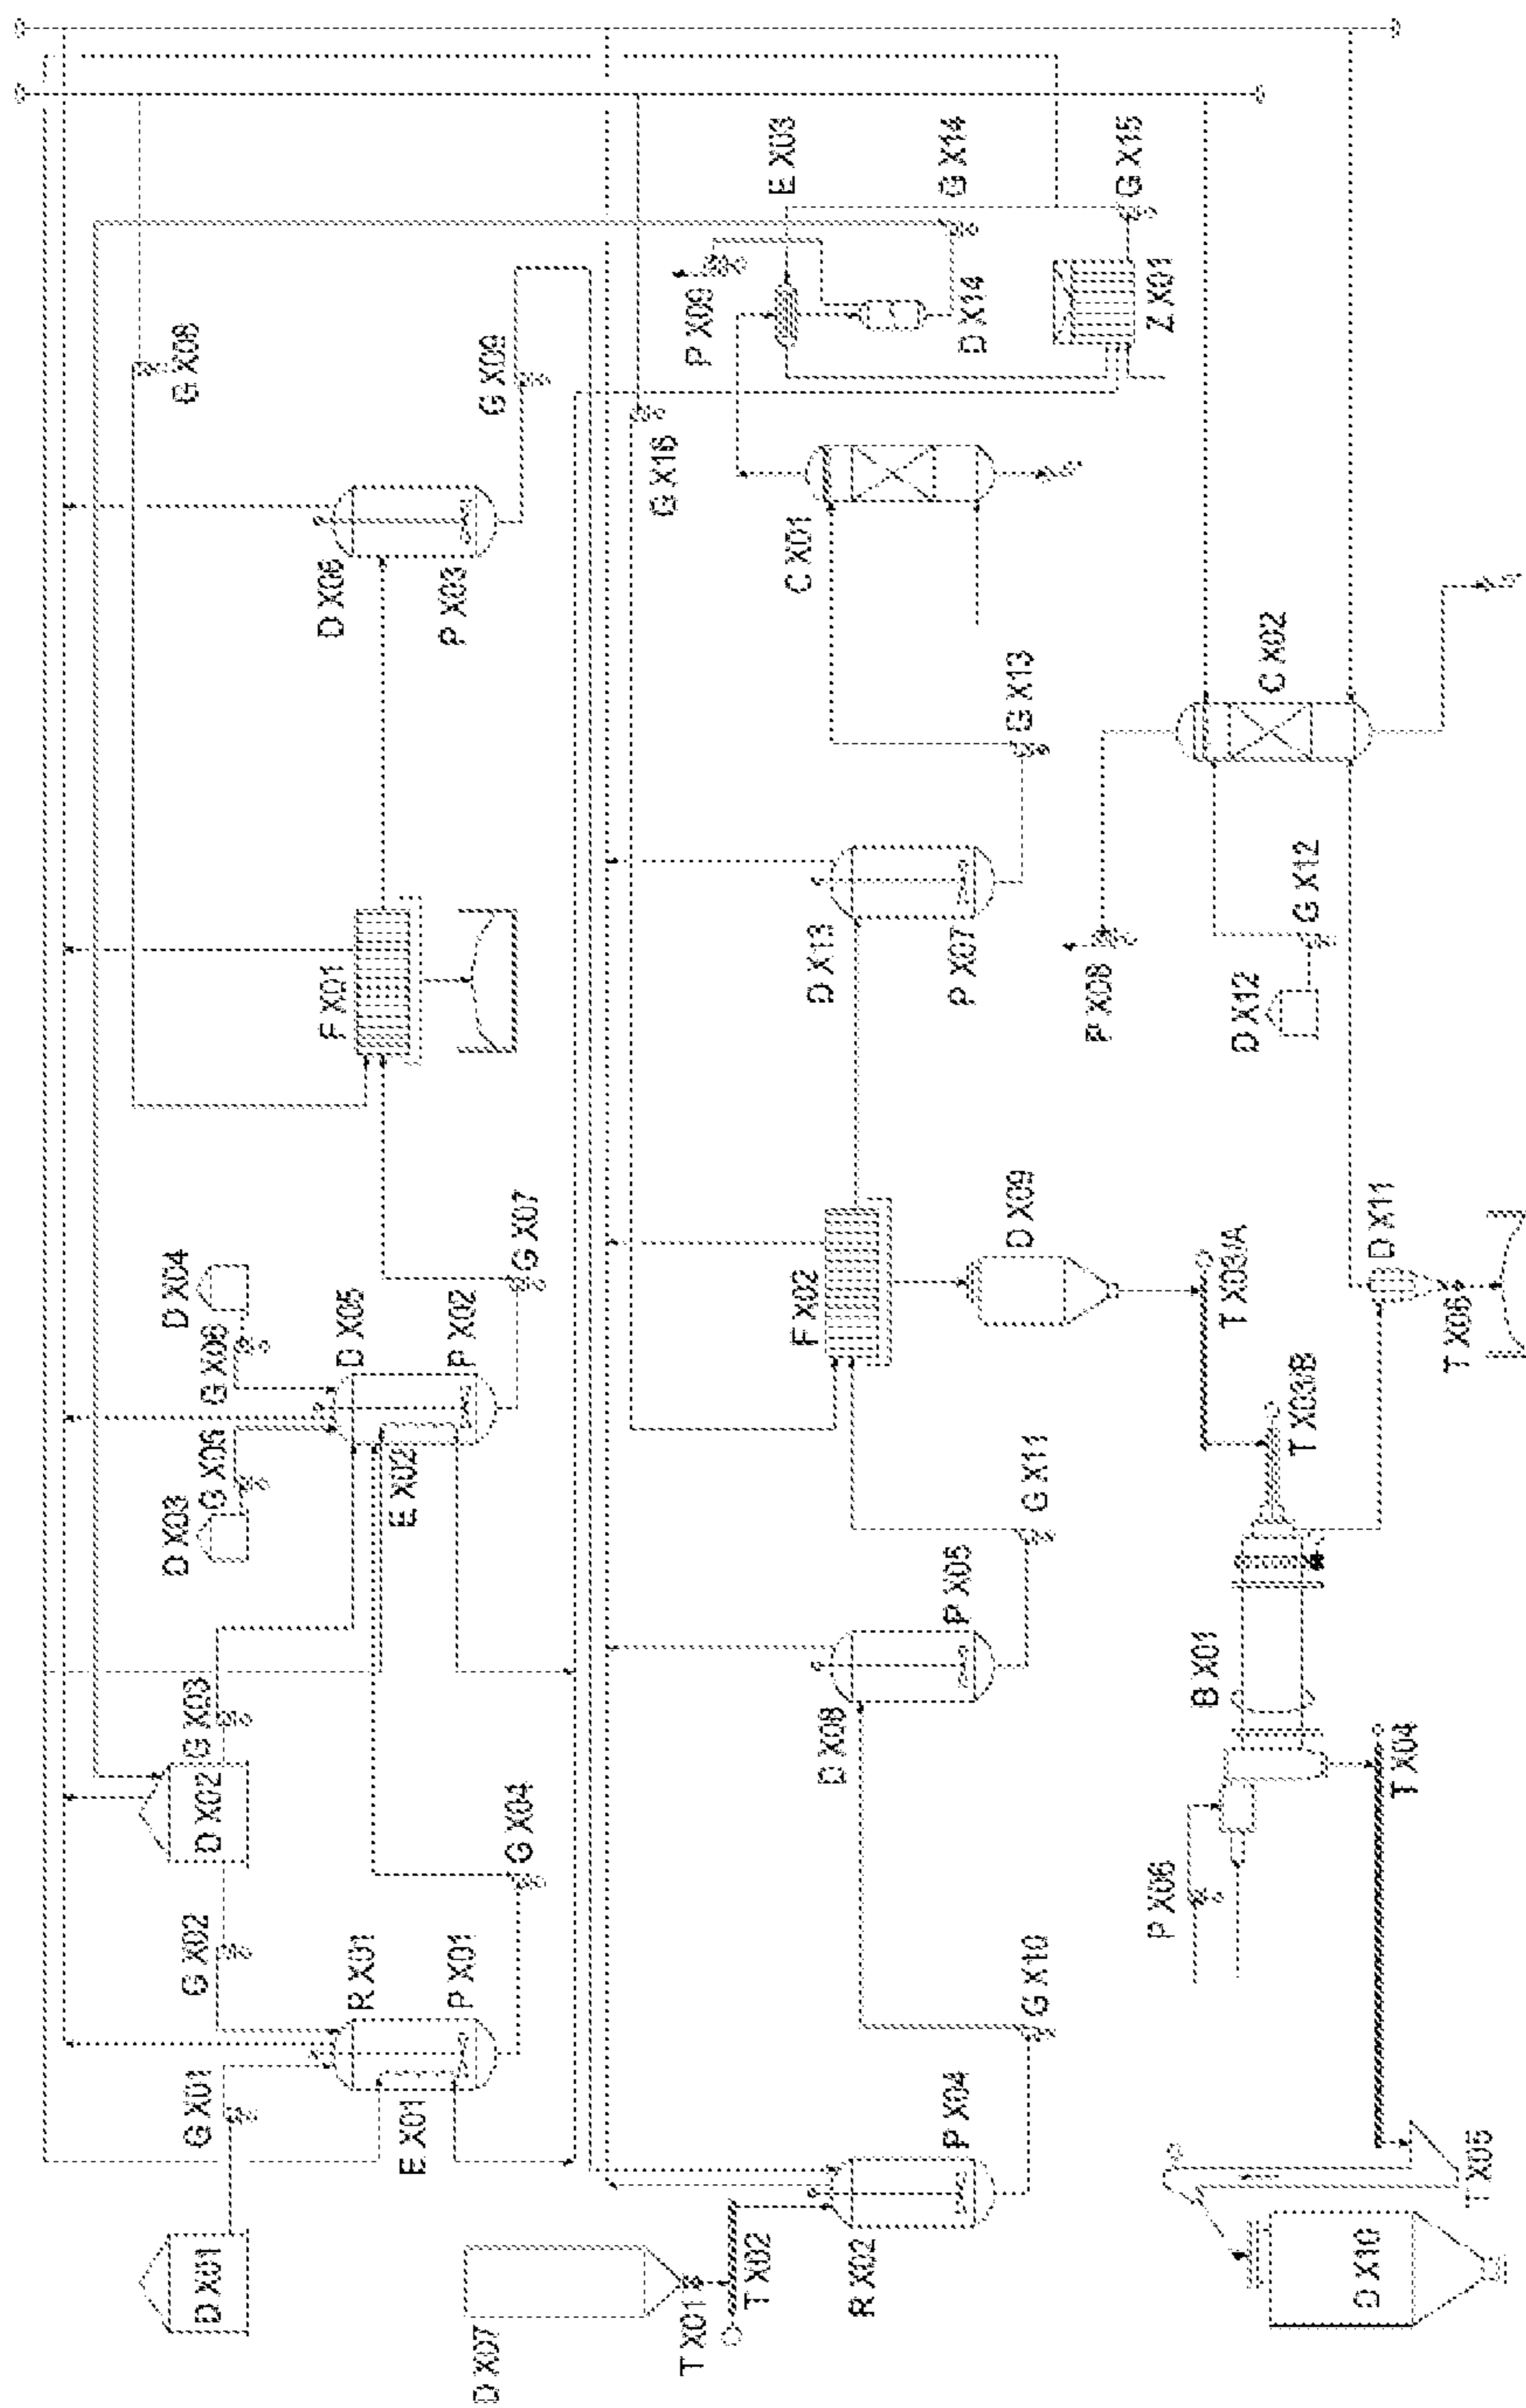 D X01
G X01
G X02
D X02
G X03
D X03
G X05
G X06
D X04
R X01
E X01
P X01
G X04
D X05
E X02
P X02
G X07
F X01
D X06
P X03
G X08
G X09
D X07
T X01
T X02
R X02
P X04
G X10
D X08
P X05
G X11
F X02
D X09
D X13
P X07
G X13
C X01
G X16
P X09
E X03
D X14
G X14
Z X01
G X15
D X10
T X05
T X04
P X06
B X01
T X03/B
T X03/A
D X11
T X06
D X12
G X12
P X08
C X02